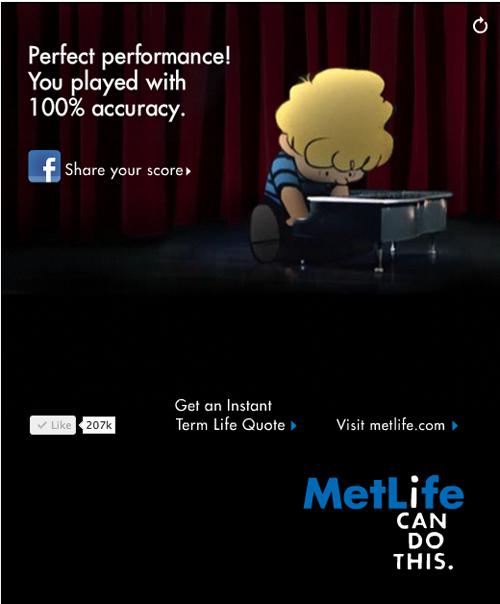 Perfect performance!
You played with
100% accuracy.
f Share your score
Get an Instant
Term Life Quote
Visit metlife.com
Like 207k
MetLife
CAN
DO
THIS.